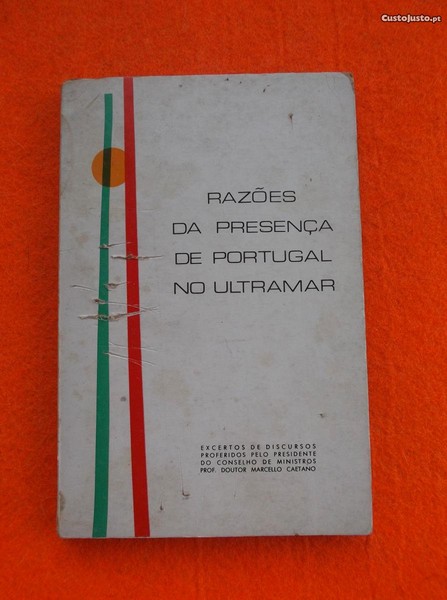 CustoJusto.pt
RAZÕES
DA PRESENÇA
DE PORTUGAL
NO ULTRAMAR
EXCERTOS DE DISCURSOS
PROFERIDOS PELO PRESIDENTE
DO CONSELHO DE MINISTROS
PROF. DOUTOR MARCELLO CAETANO